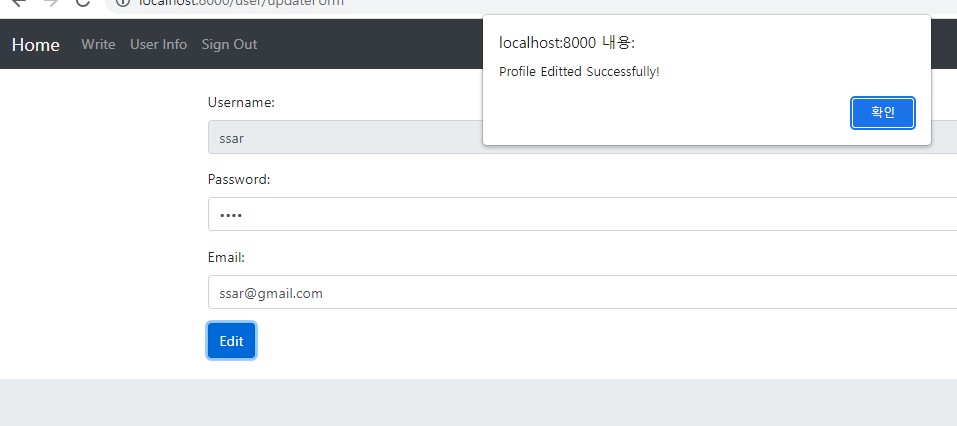 localhost:8000/user/updateForm
Home Write User Info Sign Out
localhost:8000 내용:
Profile Editted Successfully!
확인
Username:
ssar
Password:
••••
Email:
ssar@gmail.com
Edit